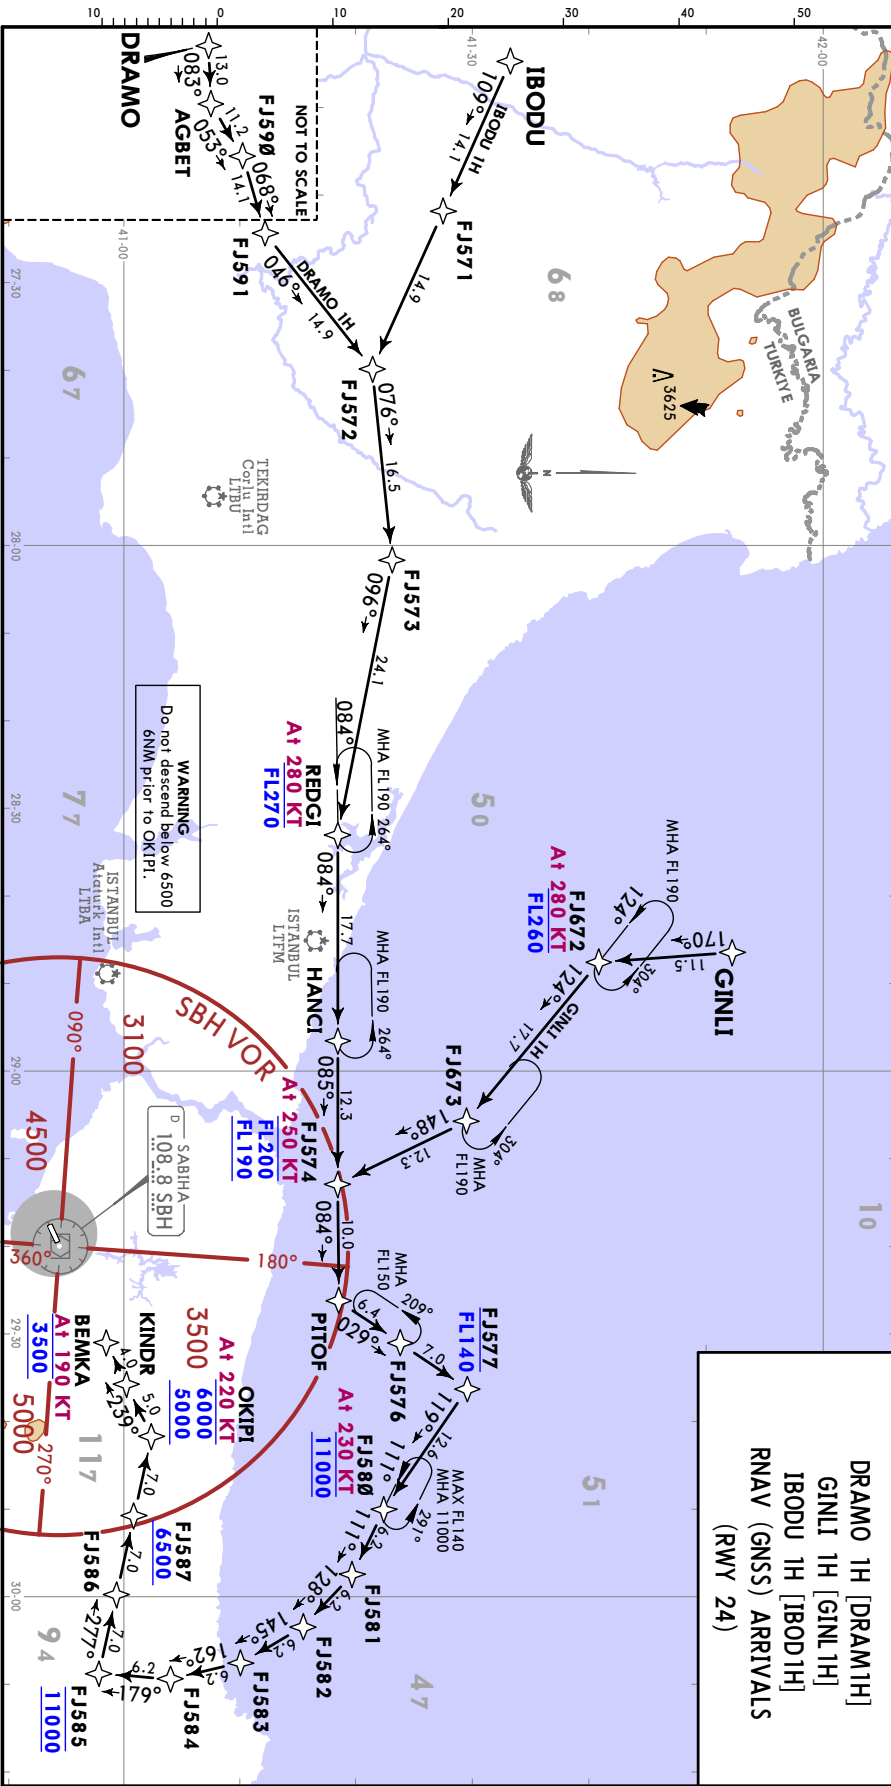 DRAMO 1H [DRAM1H]
GINLI 1H [GINL1H]
IBODU 1H [IBOD1H]
RNAV (GNSS) ARRIVALS
(RWY 24)
10
0
10
20
30
40
50
41-00
41-30
42-00
27-30
28-00
28-30
29-00
29-30
30-00
NOT TO SCALE
DRAMO
13.0
083°
AGBET
11.2
053°
FJ590
068°
14.1
FJ591
046°
DRAMO 1H
14.9
IBODU
109°
IBODU 1H
14.1
FJ571
14.9
FJ572
076°
16.5
FJ573
096°
24.1
084°
MHA FL190
264°
REDGI
At 280 KT
FL270
084°
17.7
MHA FL190
264°
HANCI
085°
12.3
FJ574
At 250 KT
FL200
FL190
084°
10.0
PITOF
BULGARIA
TURKIYE
3625
N
68
67
50
77
10
51
47
117
94
TEKIRDAG
Corlu Intl
LTBU
ISTANBUL
LTFM
ISTANBUL
Ataturk Intl
LTBA
WARNING
Do not descend below 6500
6NM prior to OKIPI.
GINLI
170°
11.5
MHA FL190
124°
304°
FJ672
At 280 KT
FL260
124°
GINLI 1H
17.7
FJ673
304°
MHA
FL190
148°
12.3
MHA
FL150
209°
6.4
029°
FJ576
7.0
FJ577
FL140
119°
12.6
111°
MAX FL140
MHA 11000
291°
FJ580
At 230 KT
11000
111°
6.2
FJ581
128°
6.2
FJ582
145°
6.2
FJ583
162°
6.2
FJ584
179°
6.2
FJ585
11000
277°
7.0
FJ586
7.0
FJ587
6500
7.0
OKIPI
At 220 KT
6000
5000
5.0
239°
KINDR
4.0
BEMKA
At 190 KT
3500
SBH VOR
3100
3500
4500
5000
090°
180°
270°
360°
SABIHA
D
108.8 SBH